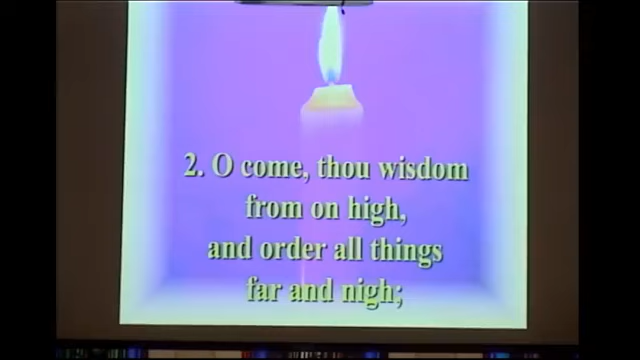 2. O come, thou wisdom
from on high,
and order all things
far and nigh;